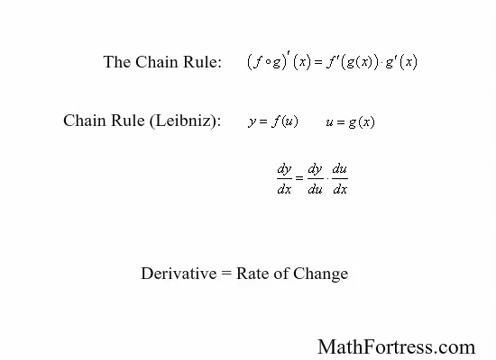 The Chain Rule: (f∘g)′(x) = f′(g(x))·g′(x)
Chain Rule (Leibniz): y = f(u) u = g(x)
dy/dx = dy/du · du/dx
Derivative = Rate of Change
MathFortress.com